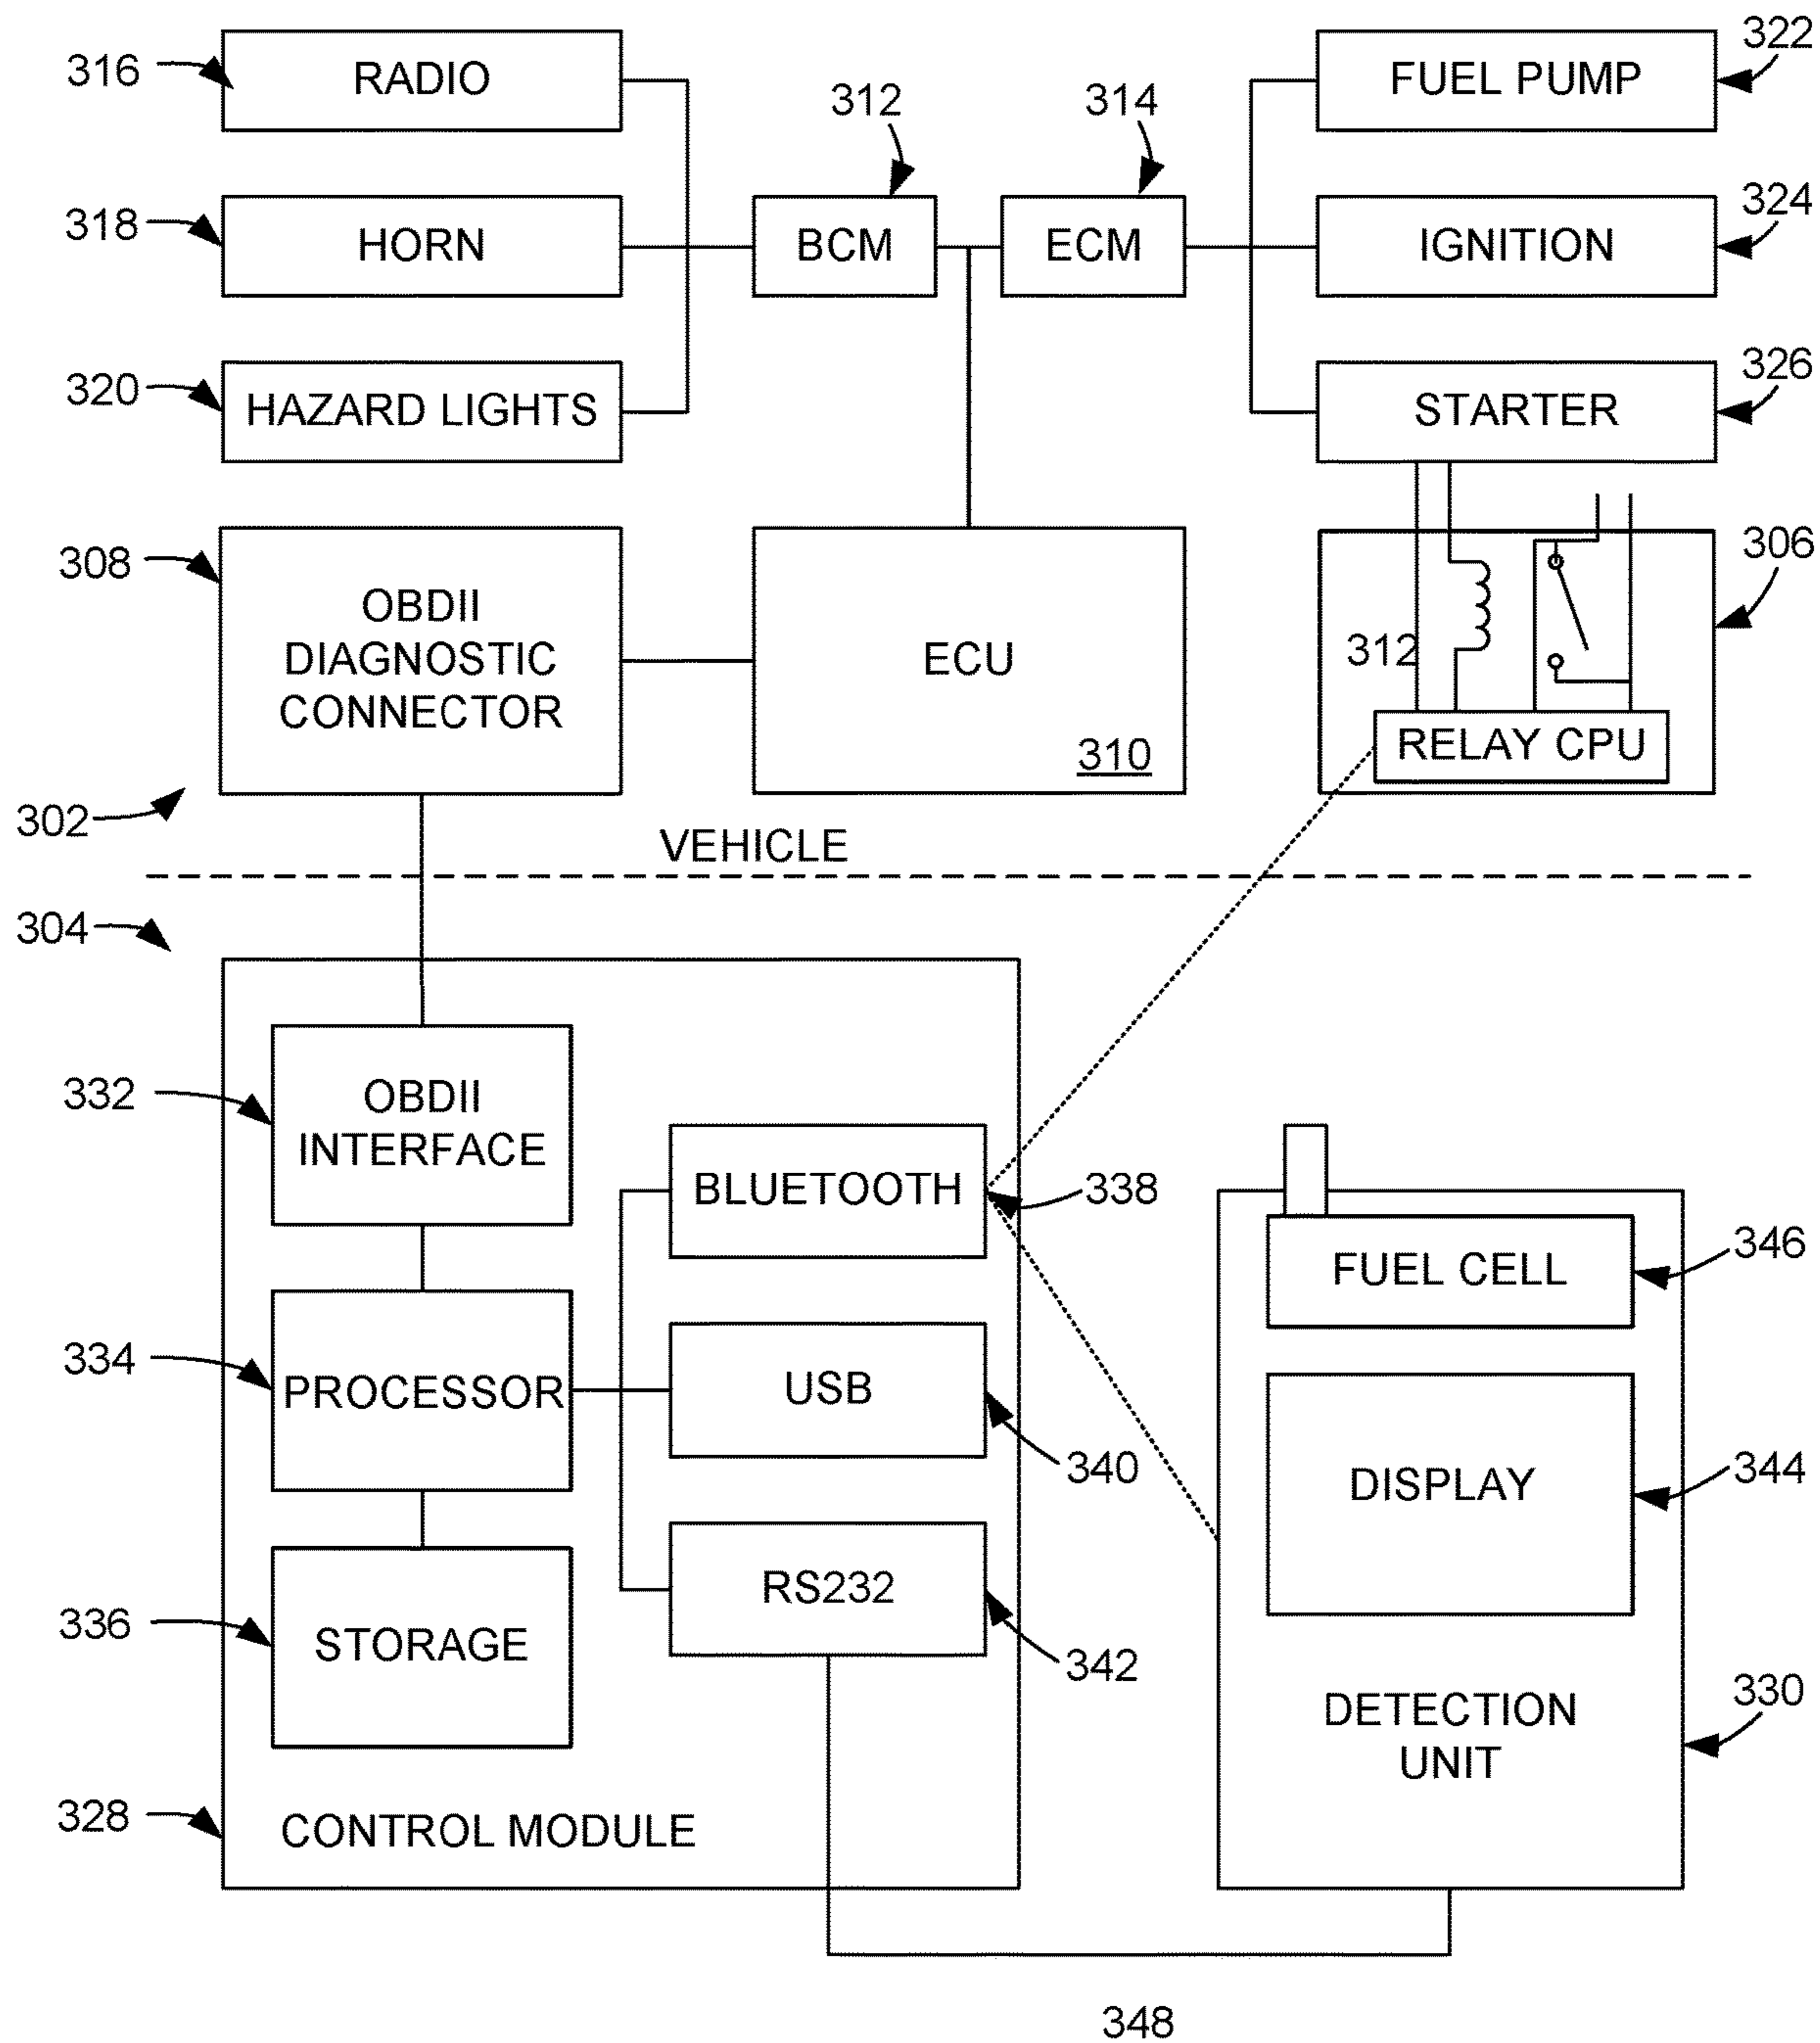 316
RADIO
312
314
FUEL PUMP
322
318
HORN
BCM
ECM
IGNITION
324
320
HAZARD LIGHTS
STARTER
326
308
OBDII
DIAGNOSTIC
CONNECTOR
ECU
310
312
RELAY CPU
306
302
VEHICLE
304
332
OBDII
INTERFACE
BLUETOOTH
338
FUEL CELL
346
334
PROCESSOR
USB
340
DISPLAY
344
336
STORAGE
RS232
342
DETECTION
UNIT
330
328
CONTROL MODULE
348